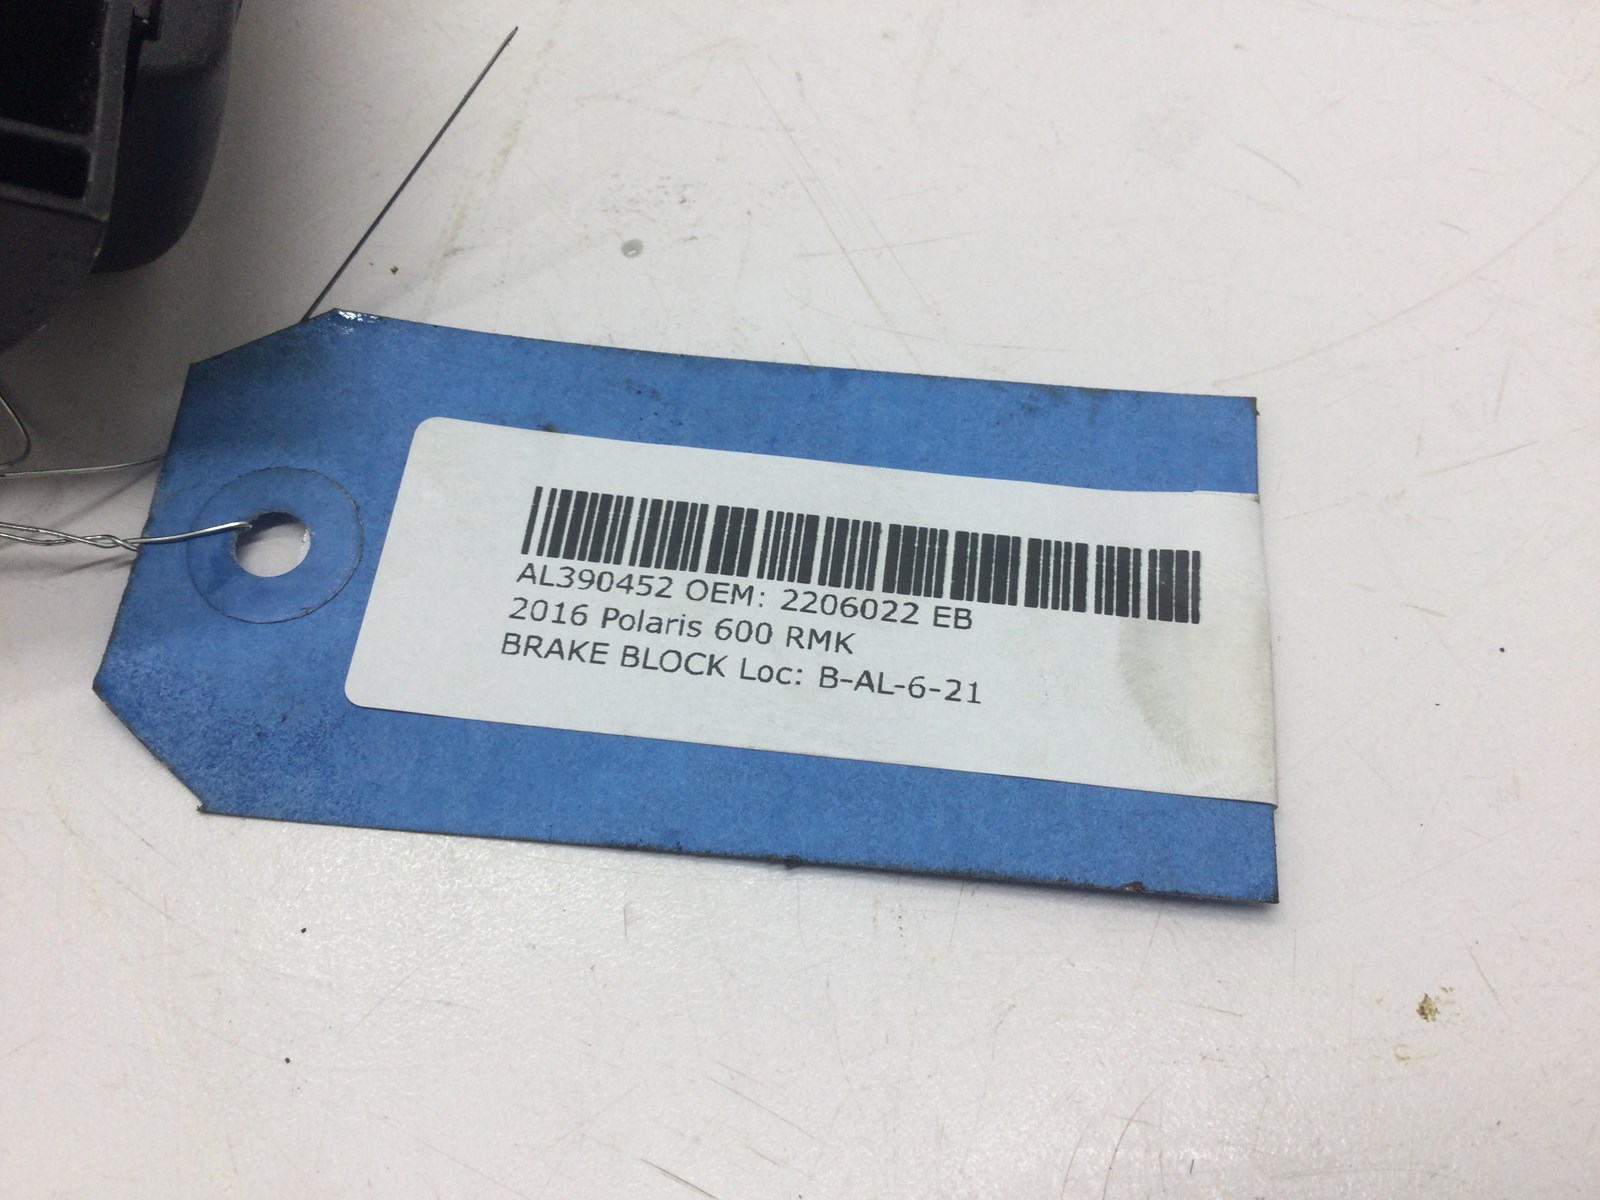 AL390452 OEM: 2206022 EB
2016 Polaris 600 RMK
BRAKE BLOCK Loc: B-AL-6-21